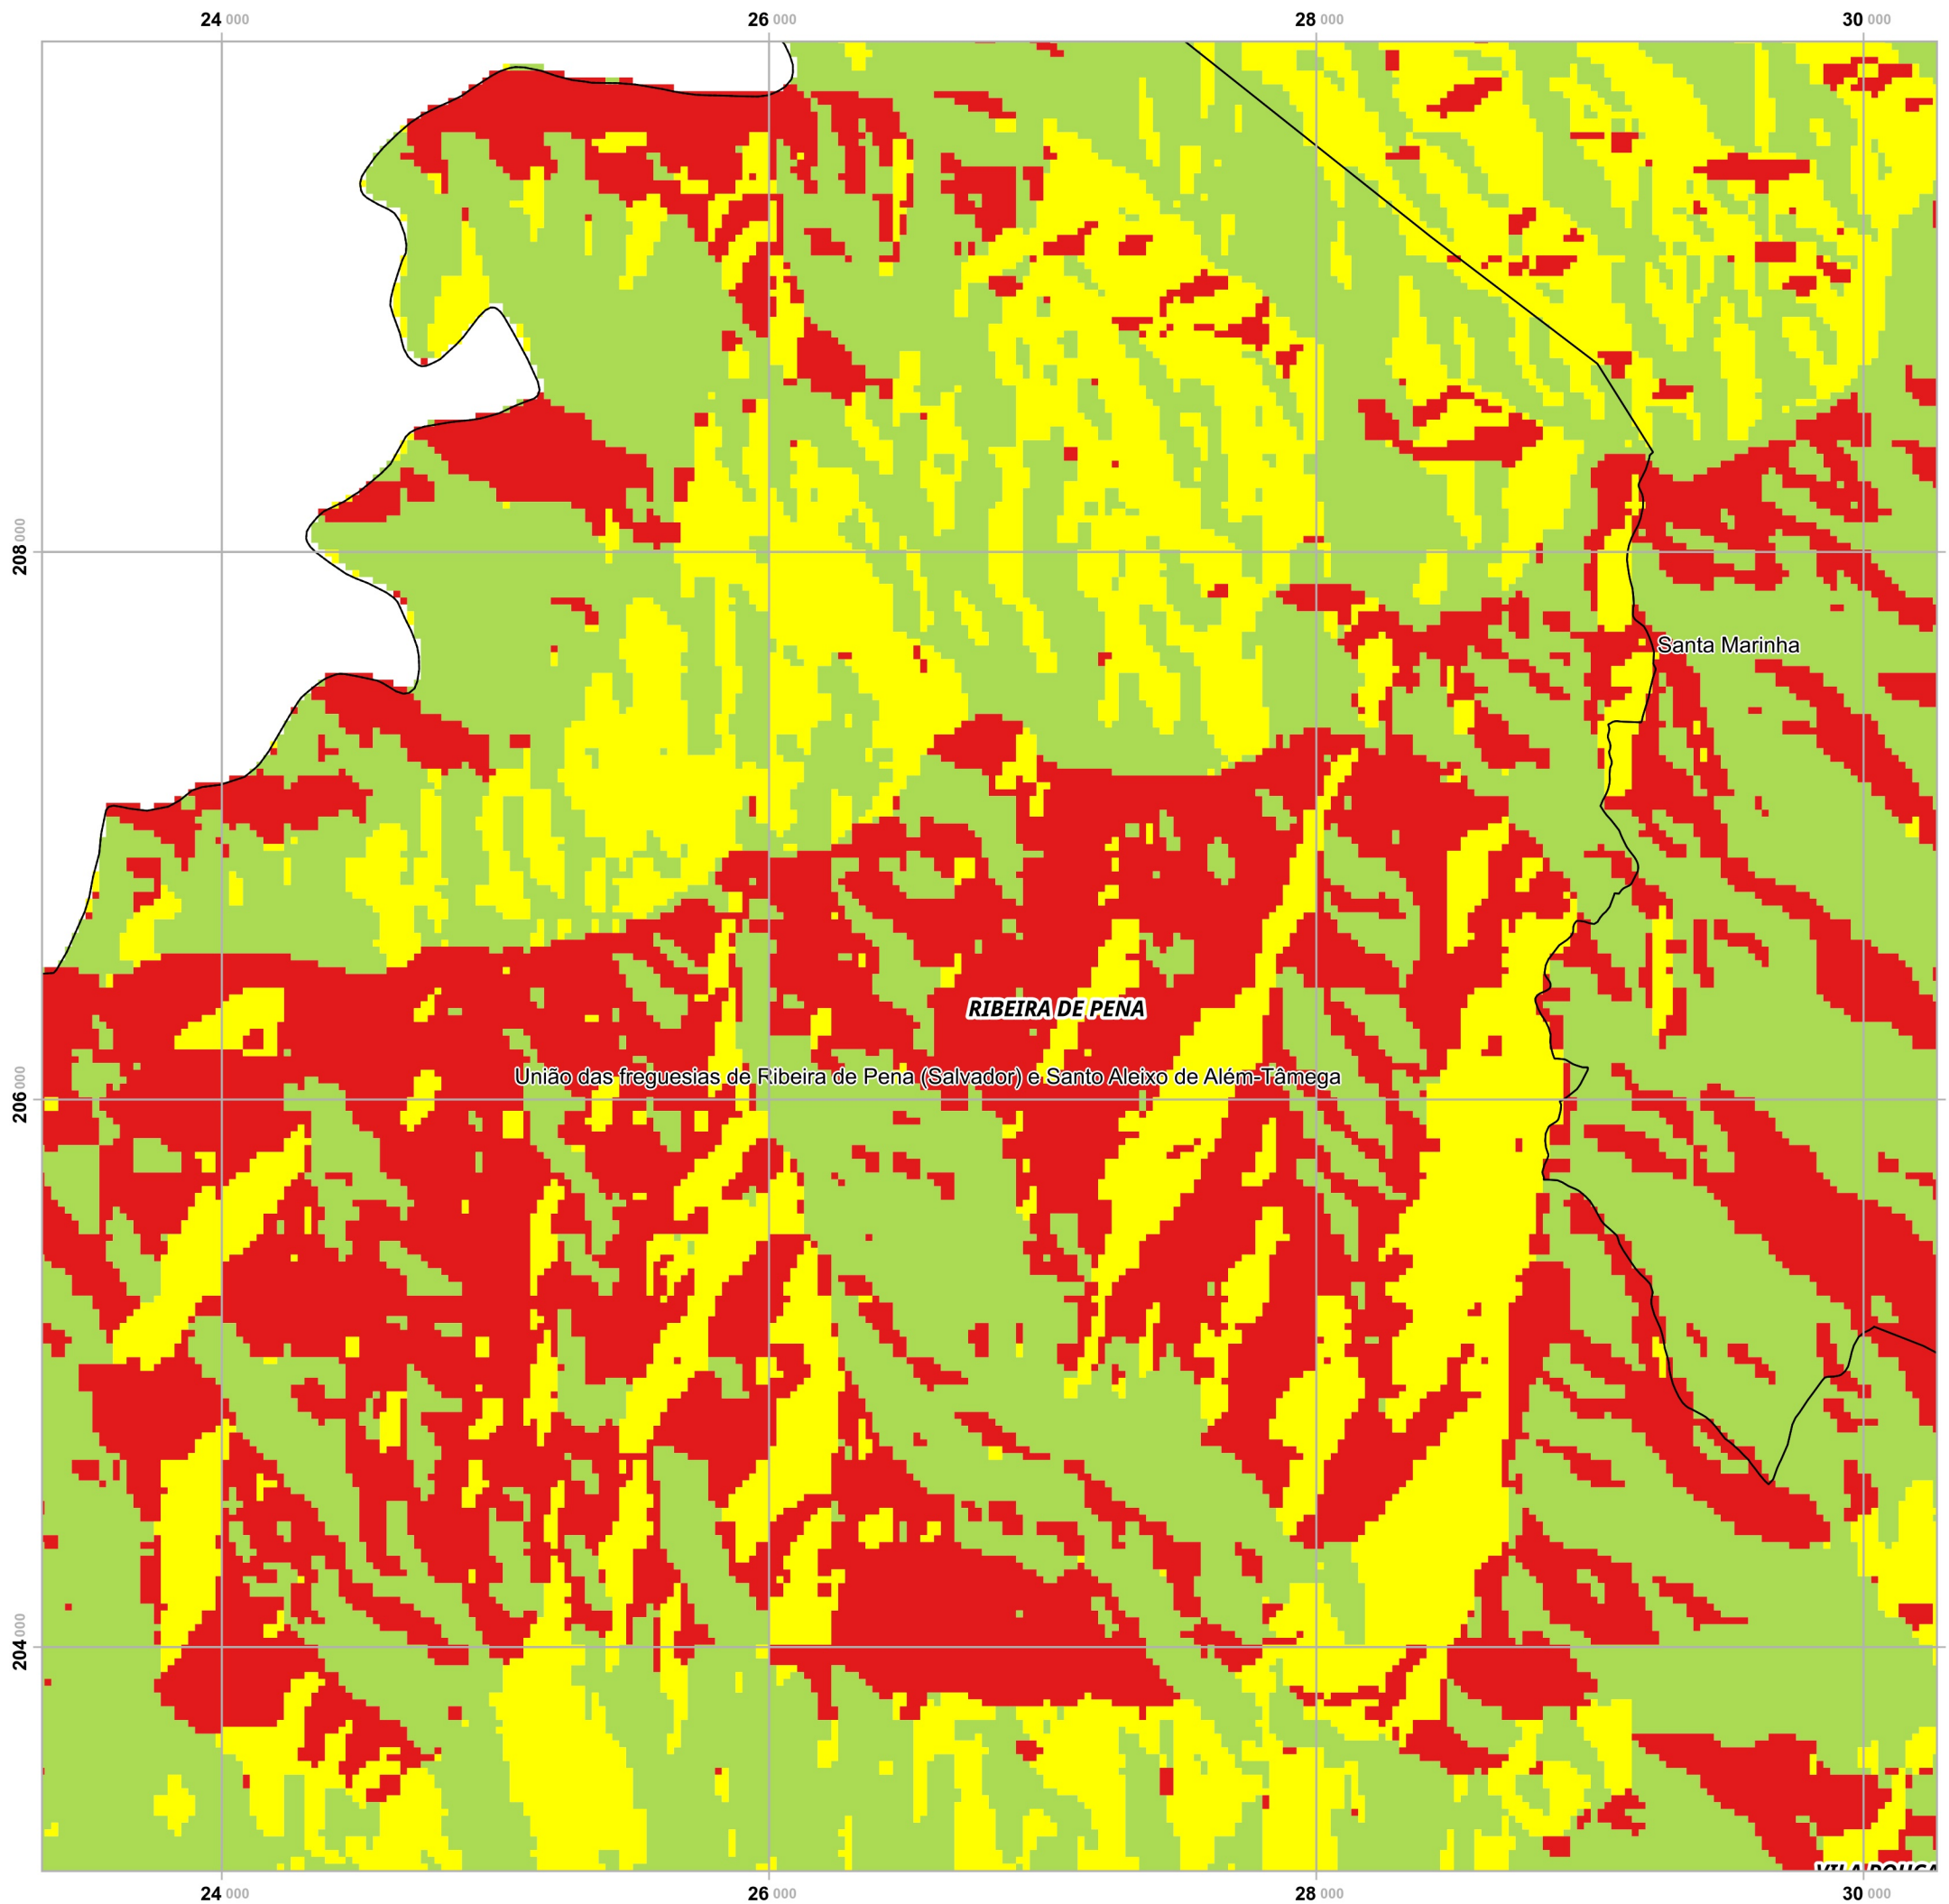 24 000 26 000 28 000 30 000
208 000
Santa Marinha
RIBEIRA DE PENA
União das freguesias de Ribeira de Pena (Salvador) e Santo Aleixo de Além-Tâmega
206 000
204 000
24 000 26 000 28 000 30 000